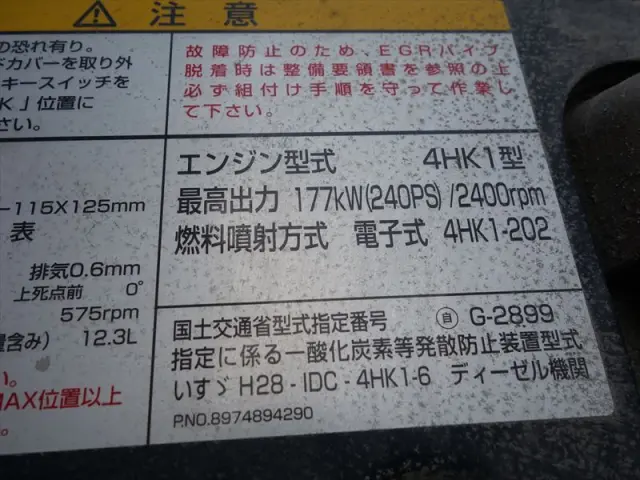 注意
の恐れ有り。
ドカバーを取り外
キースイッチを
K」位置に
さい。
故障防止のため、EGRパイプ
脱着時は整備要領書を参照の上
必ず組付け手順を守って作業し
て下さい。
エンジン型式 4HK1型
最高出力 177kW(240PS)/2400rpm
燃料噴射方式 電子式 4HK1-202
-115X125mm
表
排気0.6mm
上死点前 0°
575rpm
量含み) 12.3L
い。
MAX位置以上
。
国土交通省型式指定番号 自 G-2899
指定に係る一酸化炭素等発散防止装置型式
いすゞ H28-IDC-4HK1-6 ディーゼル機関
P.NO.8974894290